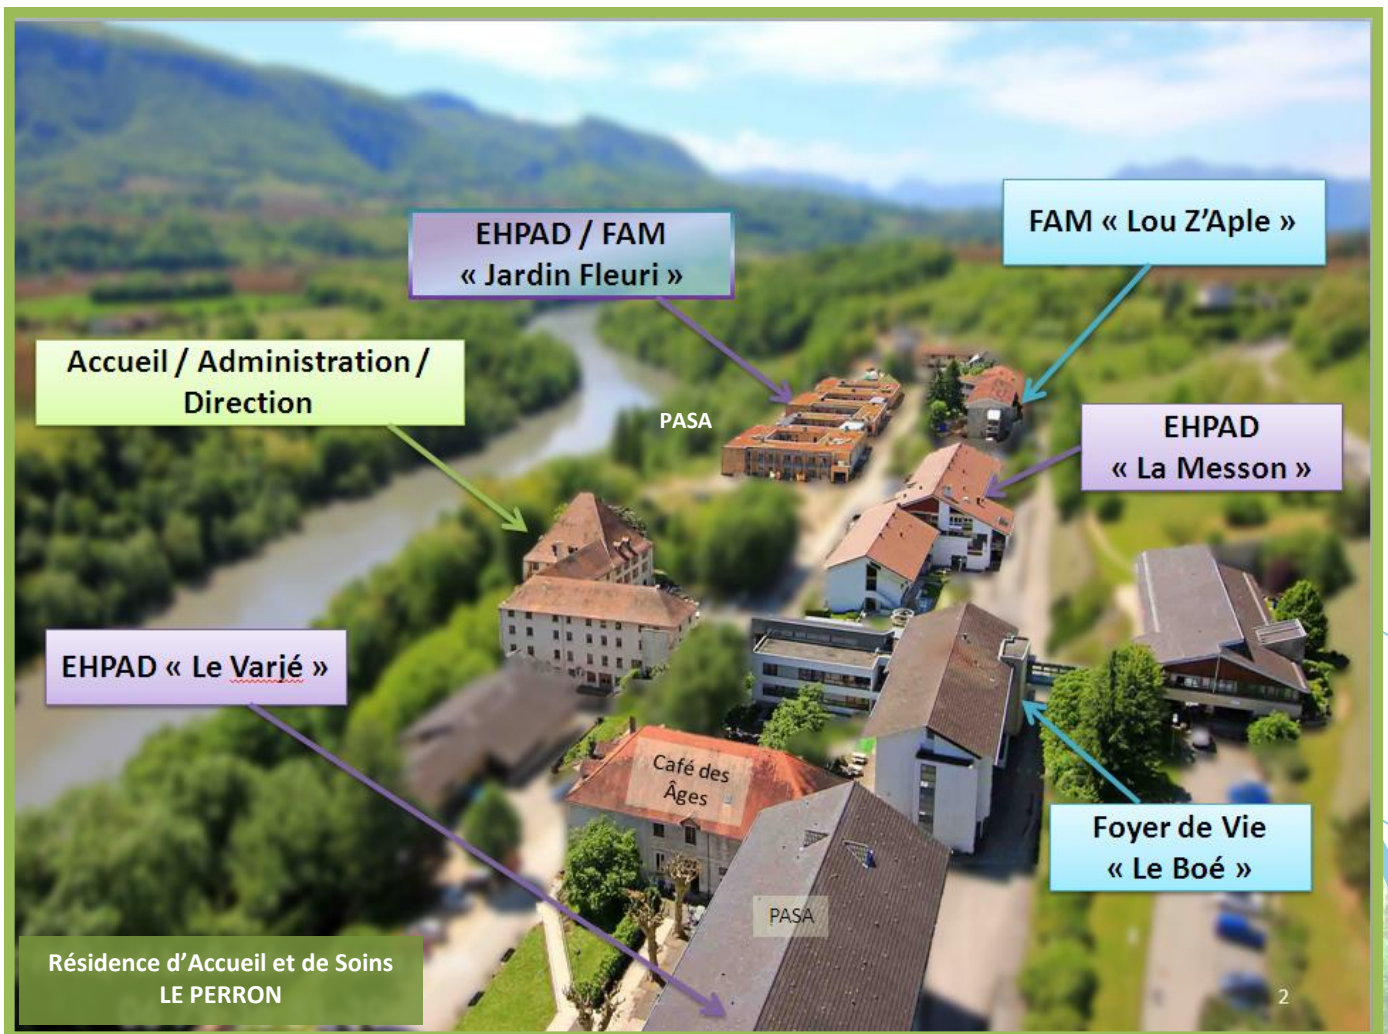 EHPAD / FAM
« Jardin Fleuri »
FAM « Lou Z’Aple »
Accueil / Administration /
Direction
PASA
EHPAD
« La Messon »
EHPAD « Le Varjé »
Café des
Âges
Foyer de Vie
« Le Boé »
PASA
Résidence d’Accueil et de Soins
LE PERRON
2